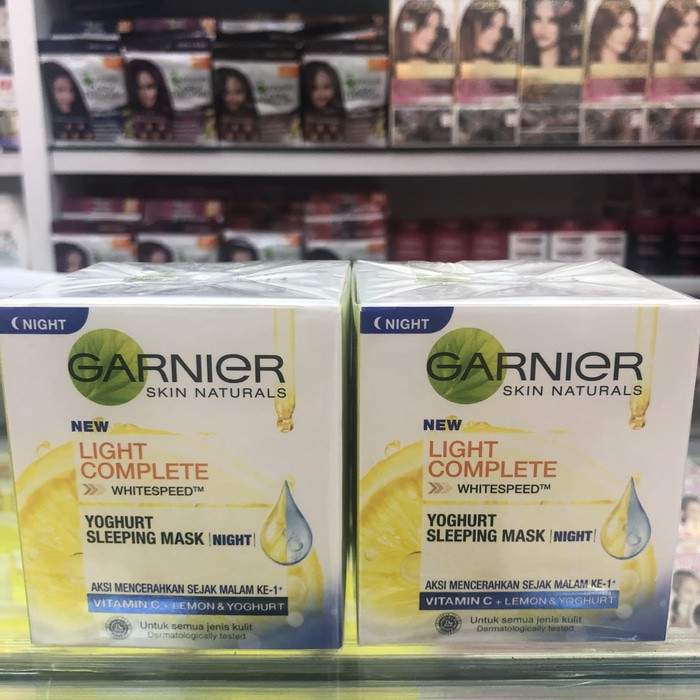 NIGHT
GARNIER
SKIN NATURALS
NEW
LIGHT
COMPLETE
WHITESPEED™
YOGHURT
SLEEPING MASK |NIGHT|
AKSI MENCERAHKAN SEJAK MALAM KE-1⁺
VITAMIN C + LEMON & YOGHURT
Untuk semua jenis kulit
Dermatologically tested
NIGHT
GARNIER
SKIN NATURALS
NEW
LIGHT
COMPLETE
WHITESPEED™
YOGHURT
SLEEPING MASK |NIGHT|
AKSI MENCERAHKAN SEJAK MALAM KE-1⁺
VITAMIN C + LEMON & YOGHURT
Untuk semua jenis kulit
Dermatologically tested